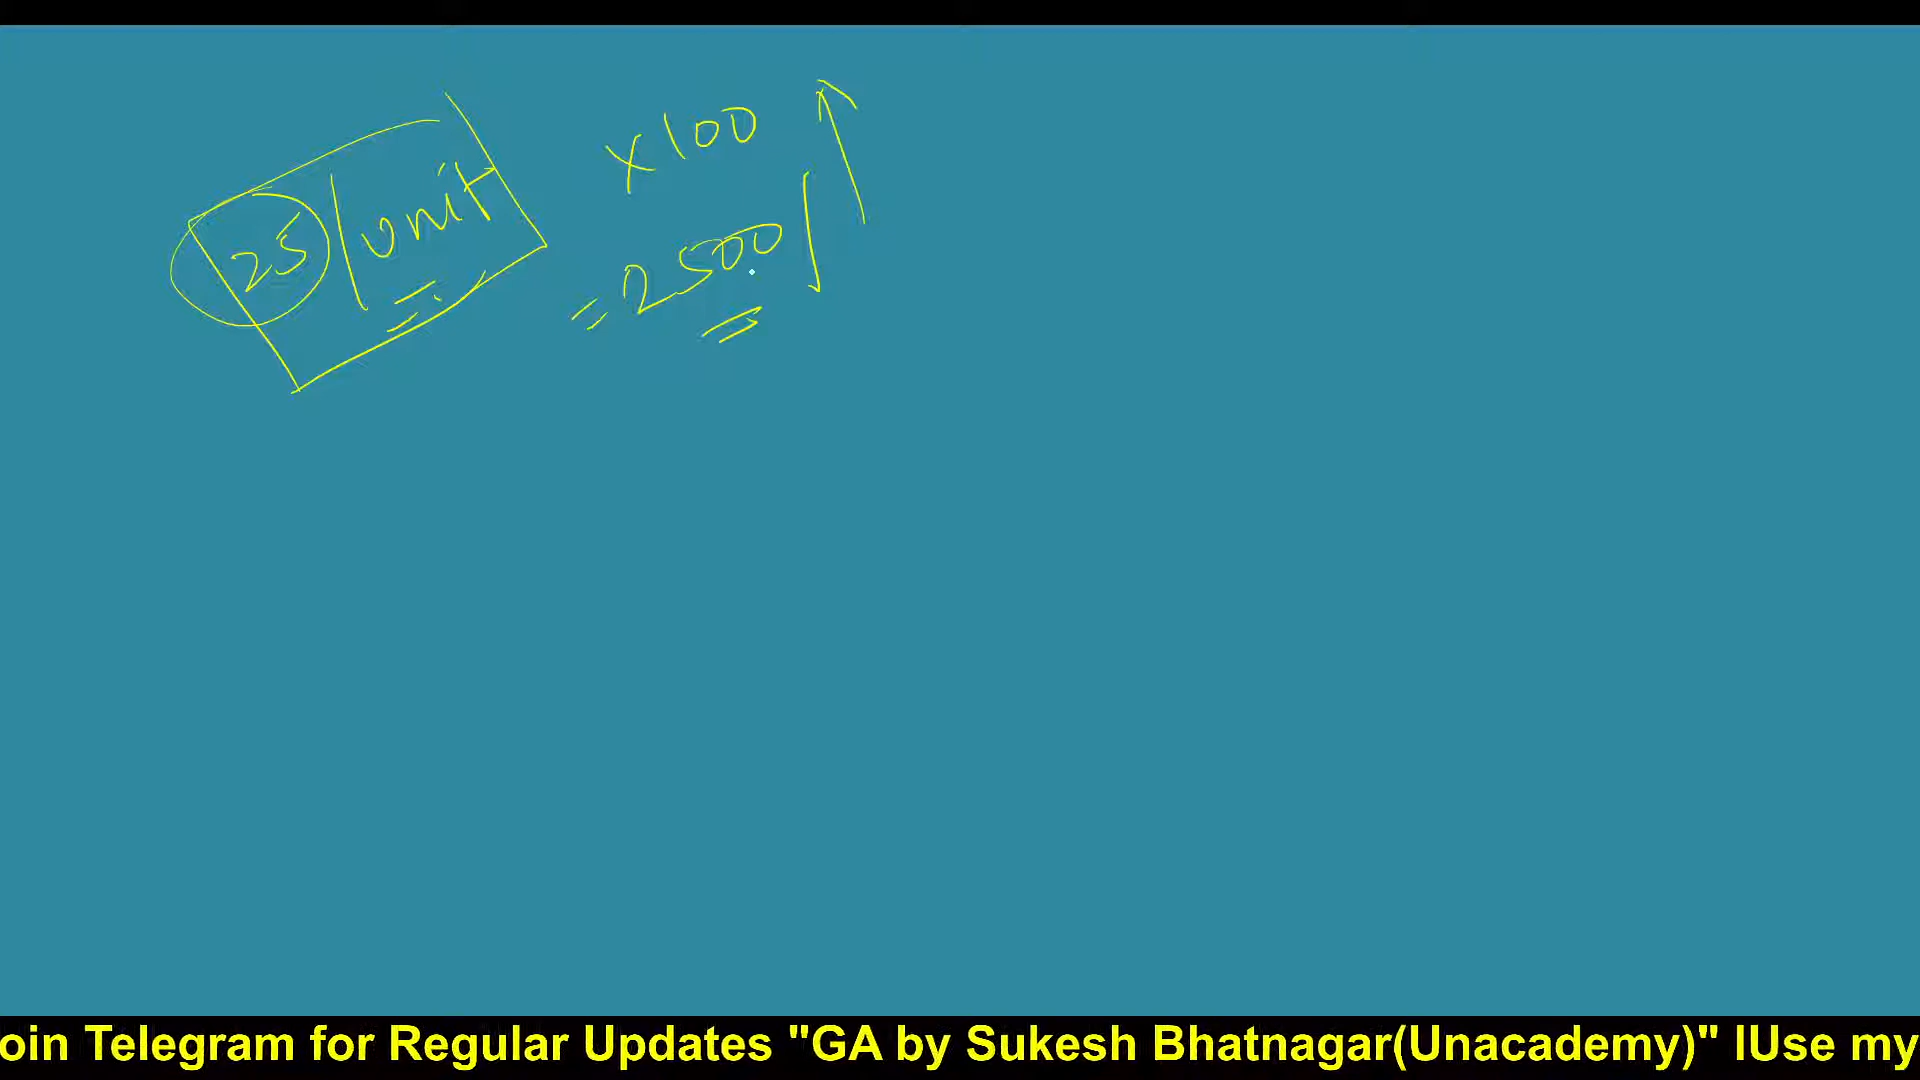 25/unit x100
= 2500/
oin Telegram for Regular Updates "GA by Sukesh Bhatnagar(Unacademy)" lUse my